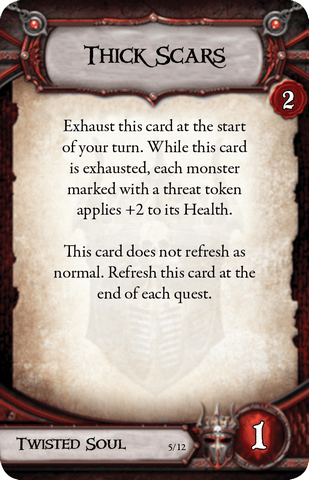 Thick Scars
2
Exhaust this card at the start
of your turn. While this card
is exhausted, each monster
marked with a threat token
applies +2 to its Health.
This card does not refresh as
normal. Refresh this card at the
end of each quest.
Twisted Soul
5/12
1